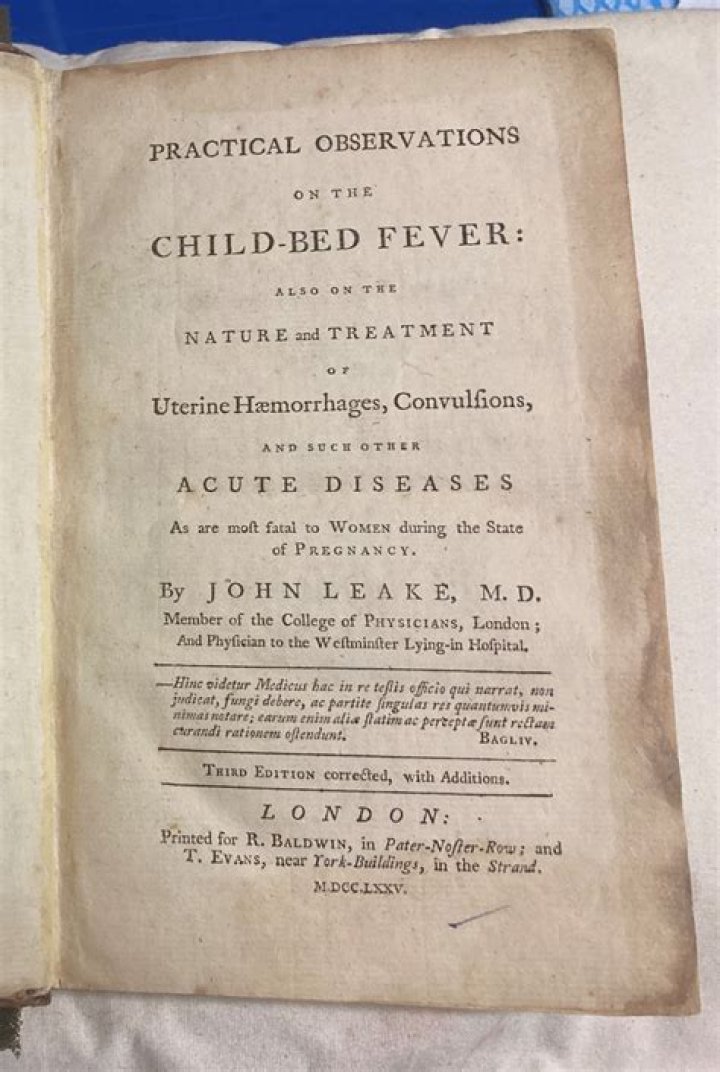 PRACTICAL OBSERVATIONS
ON THE
CHILD-BED FEVER:
ALSO ON THE
NATURE and TREATMENT
OF
Uterine Hæmorrhages, Convulſions,
AND SUCH OTHER
ACUTE DISEASES
As are moſt fatal to WOMEN during the State
of PREGNANCY.
By JOHN LEAKE, M. D.
Member of the College of PHYSICIANS, London;
And Phyſician to the Weſtminſter Lying-in Hoſpital.
—Hinc videtur Medicus hac in re teſtis officio qui narrat, non
judicat, fungi debere, ac partite ſingulas res quantumvis mi-
nimas notare; earum enim aliæ ſtatim ac perceptæ ſunt rectam
curandi rationem oſtendunt. BAGLIV.
THIRD EDITION corrected, with Additions.
LONDON:
Printed for R. BALDWIN, in Pater-Noſter-Row; and
T. EVANS, near York-Buildings, in the Strand.
M.DCC.LXXV.